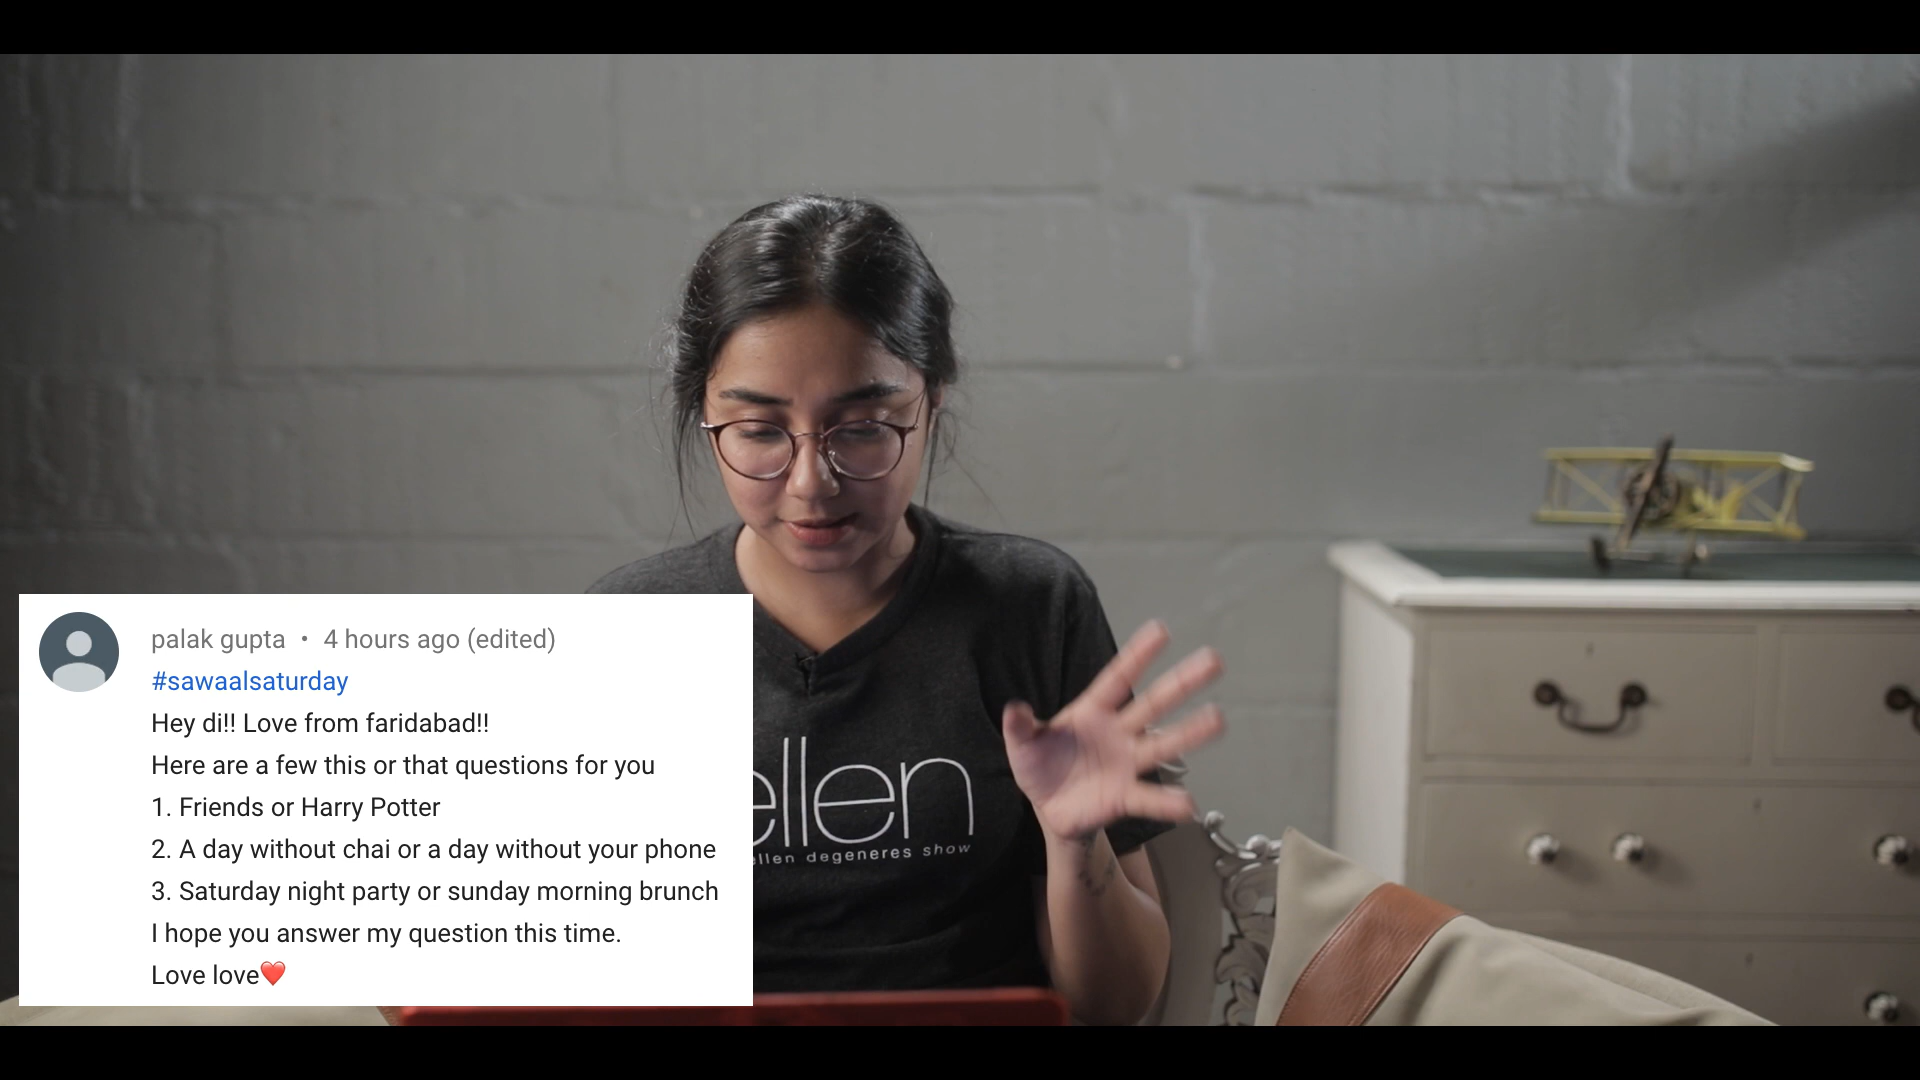 palak gupta • 4 hours ago (edited)
#sawaalsaturday
Hey di!! Love from faridabad!!
Here are a few this or that questions for you
1. Friends or Harry Potter
2. A day without chai or a day without your phone
3. Saturday night party or sunday morning brunch
I hope you answer my question this time.
Love love❤️
ellen
ellen degeneres show